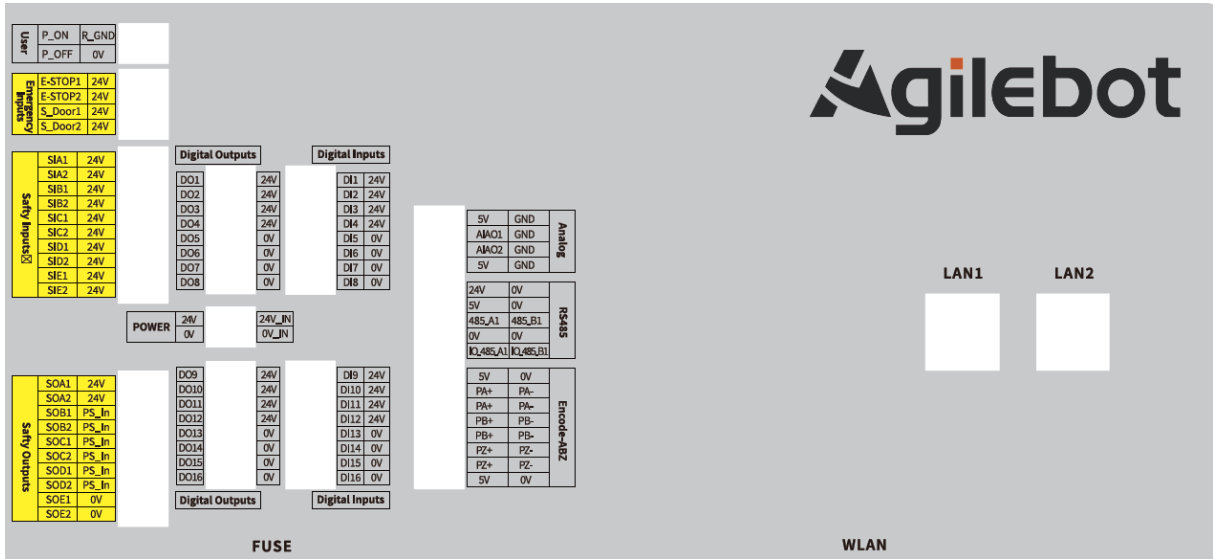 User
P_ON R_GND
P_OFF 0V
Emergency Inputs
E-STOP1 24V
E-STOP2 24V
S_Door1 24V
S_Door2 24V
Safty Inputs
SIA1 24V
SIA2 24V
SIB1 24V
SIB2 24V
SIC1 24V
SIC2 24V
SID1 24V
SID2 24V
SIE1 24V
SIE2 24V
Digital Outputs
DO1 24V
DO2 24V
DO3 24V
DO4 24V
DO5 0V
DO6 0V
DO7 0V
DO8 0V
Digital Inputs
DI1 24V
DI2 24V
DI3 24V
DI4 24V
DI5 0V
DI6 0V
DI7 0V
DI8 0V
POWER
24V 24V_IN
0V 0V_IN
Safty Outputs
SOA1 24V
SOA2 24V
SOB1 PS_In
SOB2 PS_In
SOC1 PS_In
SOC2 PS_In
SOD1 PS_In
SOD2 PS_In
SOE1 0V
SOE2 0V
DO9 24V
DO10 24V
DO11 24V
DO12 24V
DO13 0V
DO14 0V
DO15 0V
DO16 0V
Digital Outputs
DI9 24V
DI10 24V
DI11 24V
DI12 24V
DI13 0V
DI14 0V
DI15 0V
DI16 0V
Digital Inputs
5V GND
AIAO1 GND
AIAO2 GND
5V GND
Analog
24V 0V
5V 0V
485_A1 485_B1
0V 0V
IO_485_A1 IO_485_B1
RS485
5V 0V
PA+ PA-
PA+ PA-
PB+ PB-
PB+ PB-
PZ+ PZ-
PZ+ PZ-
5V 0V
Encode-ABZ
Agilebot
LAN1 LAN2
FUSE
WLAN